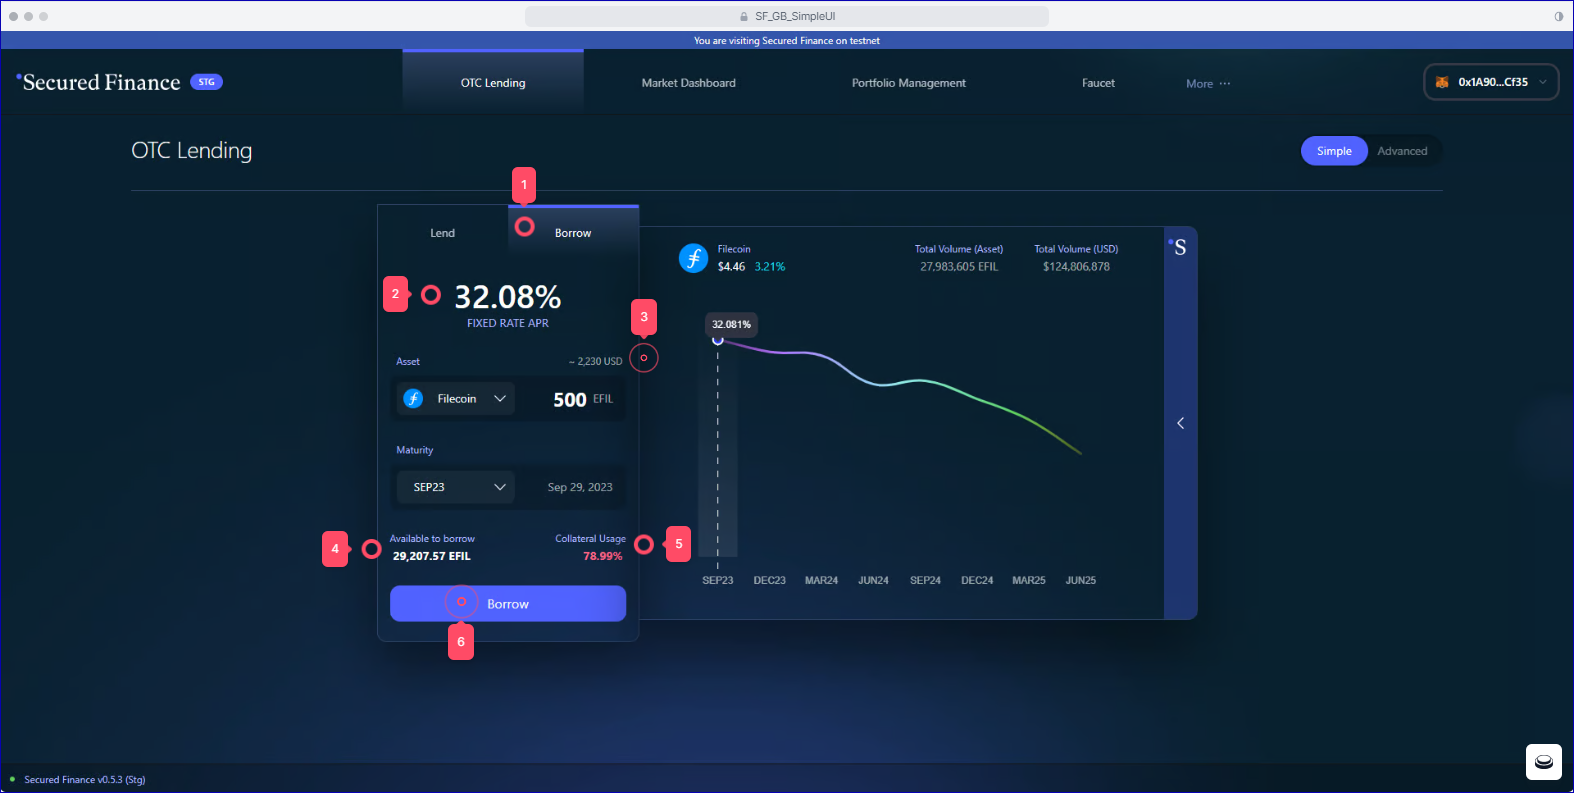 SF_GB_SimpleUI
You are visiting Secured Finance on testnet
Secured Finance STG
OTC Lending
Market Dashboard
Portfolio Management
Faucet
More ···
0x1A90...Cf35
OTC Lending
Simple
Advanced
1
Lend
Borrow
2
32.08%
FIXED RATE APR
3
Asset
~ 2,230 USD
Filecoin
500 EFIL
Maturity
SEP23
Sep 29, 2023
4
Available to borrow
29,207.57 EFIL
Collateral Usage
78.99%
5
Borrow
6
Filecoin
$4.46 3.21%
Total Volume (Asset)
27,983,605 EFIL
Total Volume (USD)
$124,806,878
S
32.081%
SEP23 DEC23 MAR24 JUN24 SEP24 DEC24 MAR25 JUN25
Secured Finance v0.5.3 (Stg)